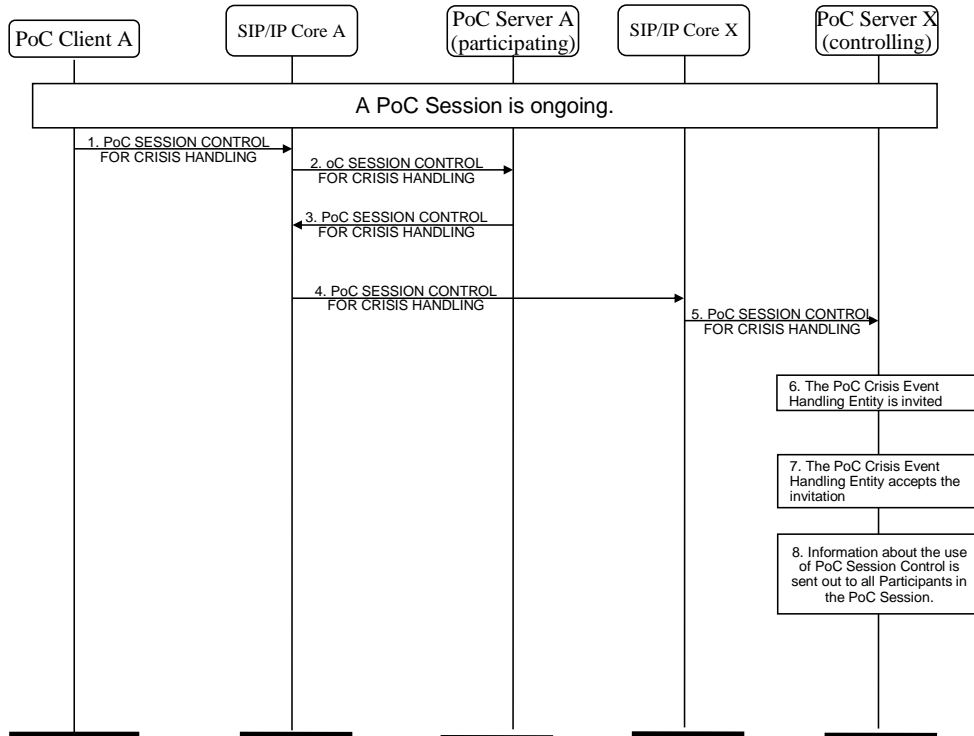 PoC Client A
SIP/IP Core A
PoC Server A
(participating)
SIP/IP Core X
PoC Server X
(controlling)
A PoC Session is ongoing.
1. PoC SESSION CONTROL
FOR CRISIS HANDLING
2. oC SESSION CONTROL
FOR CRISIS HANDLING
3. PoC SESSION CONTROL
FOR CRISIS HANDLING
4. PoC SESSION CONTROL
FOR CRISIS HANDLING
5. PoC SESSION CONTROL
FOR CRISIS HANDLING
6. The PoC Crisis Event
Handling Entity is invited
7. The PoC Crisis Event
Handling Entity accepts the
invitation
8. Information about the use
of PoC Session Control is
sent out to all Participants in
the PoC Session.